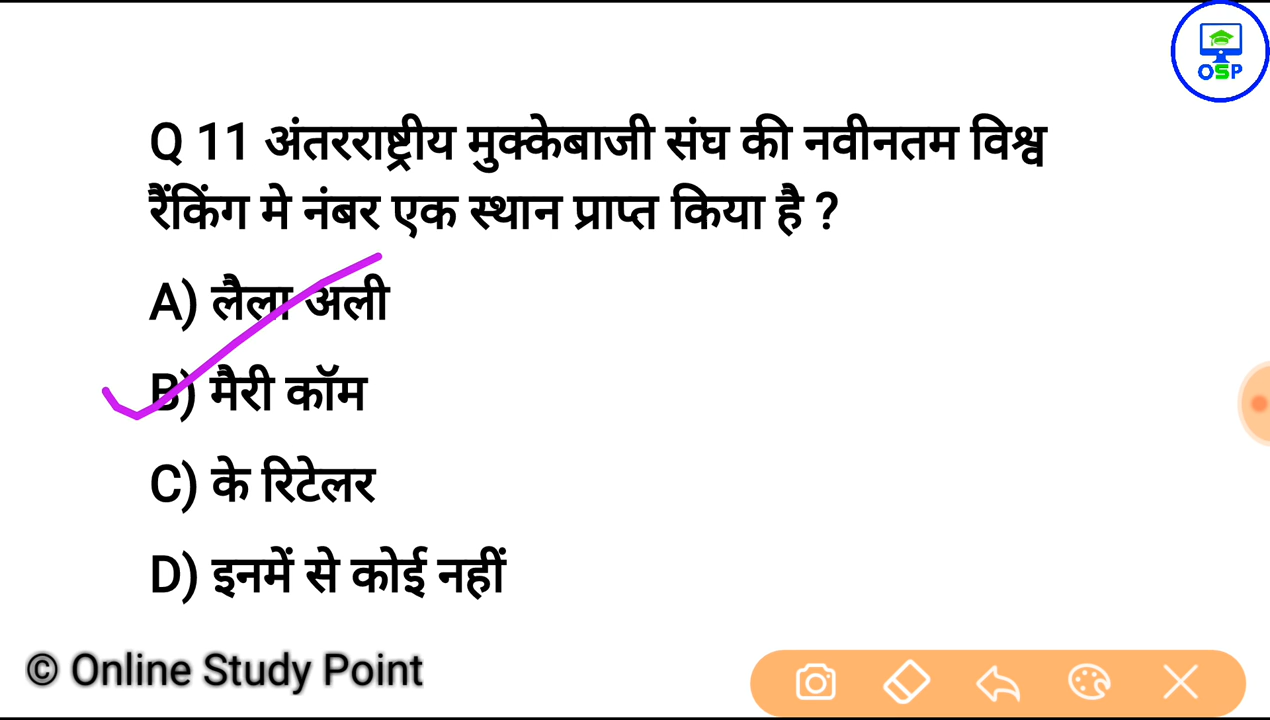 OSP
Q 11 अंतरराष्ट्रीय मुक्केबाजी संघ की नवीनतम विश्व
रैंकिंग मे नंबर एक स्थान प्राप्त किया है ?
A) लैला अली
B) मैरी कॉम
C) के रिटेलर
D) इनमें से कोई नहीं
© Online Study Point